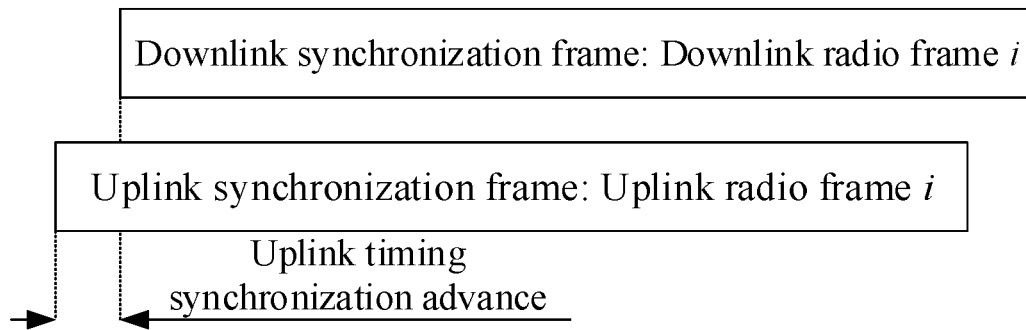 Downlink synchronization frame: Downlink radio frame i
Uplink synchronization frame: Uplink radio frame i
Uplink timing
synchronization advance